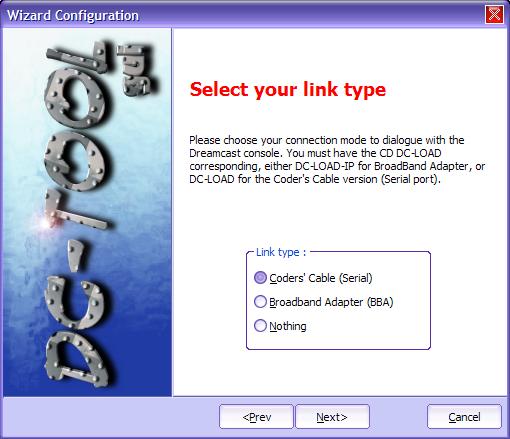 Wizard Configuration
DC-TOOL
GUI
Select your link type
Please choose your connection mode to dialogue with the
Dreamcast console. You must have the CD DC-LOAD
corresponding, either DC-LOAD-IP for BroadBand Adapter, or
DC-LOAD for the Coder's Cable version (Serial port).
Link type :
Coders' Cable (Serial)
Broadband Adapter (BBA)
Nothing
<Prev
Next>
Cancel